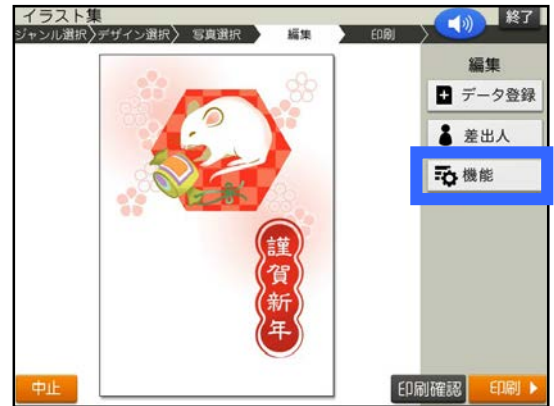 イラスト集
終了
ジャンル選択〉デザイン選択〉 写真選択 編集 印刷
編集
データ登録
差出人
機能
謹賀新年
中止
印刷確認
印刷